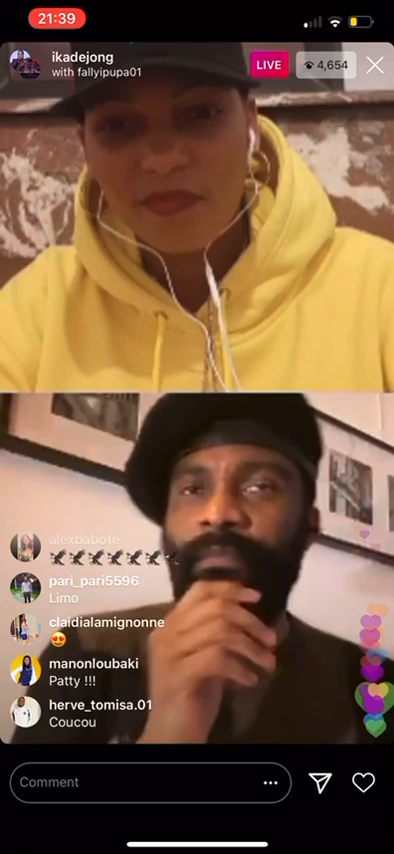 21:39
ikadejong
with fallyipupa01
LIVE
4,654
alexbabote
pari_pari5596
Limo
claidialamignonne
manonloubaki
Patty !!!
herve_tomisa.01
Coucou
Comment